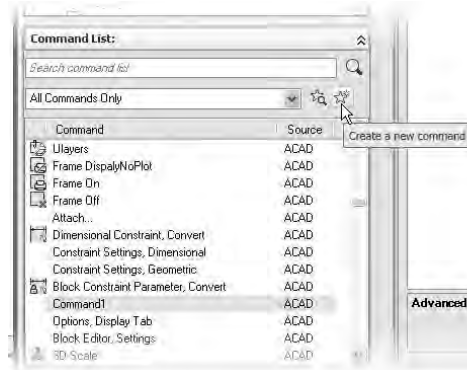 Command List:
Search command list
All Commands Only
Create a new command
Command Source
Ulayers ACAD
Frame DispalyNoPlot ACAD
Frame On ACAD
Frame Off ACAD
Attach... ACAD
Dimensional Constraint, Convert ACAD
Constraint Settings, Dimensional ACAD
Constraint Settings, Geometric ACAD
Block Constraint Parameter, Convert ACAD
Command1 ACAD
Advanced
Options, Display Tab ACAD
Block Editor, Settings ACAD
3D Scale ACAD